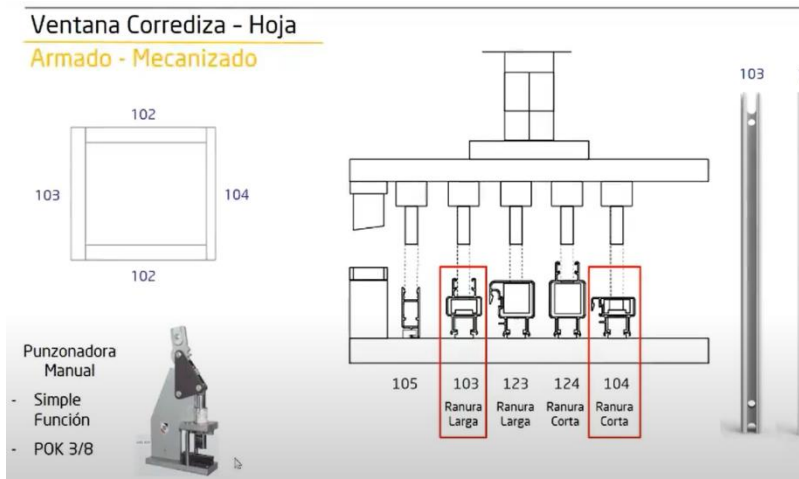 Ventana Corrediza – Hoja
Armado - Mecanizado
102
103
104
102
Punzonadora
Manual
- Simple
Función
- POK 3/8
105
103
123
124
104
Ranura
Larga
Ranura
Larga
Ranura
Corta
Ranura
Corta
103